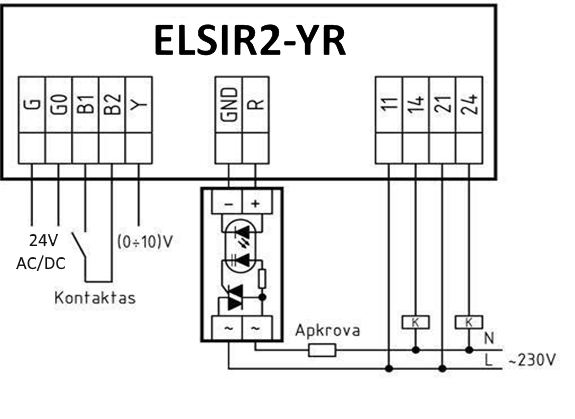 ELSIR2-YR
G G0 B1 B2 Y GND R 11 14 21 24
24V
AC/DC
(0÷10)V
Kontaktas
- +
~ ~
Apkrova
K K
N
L
~230V